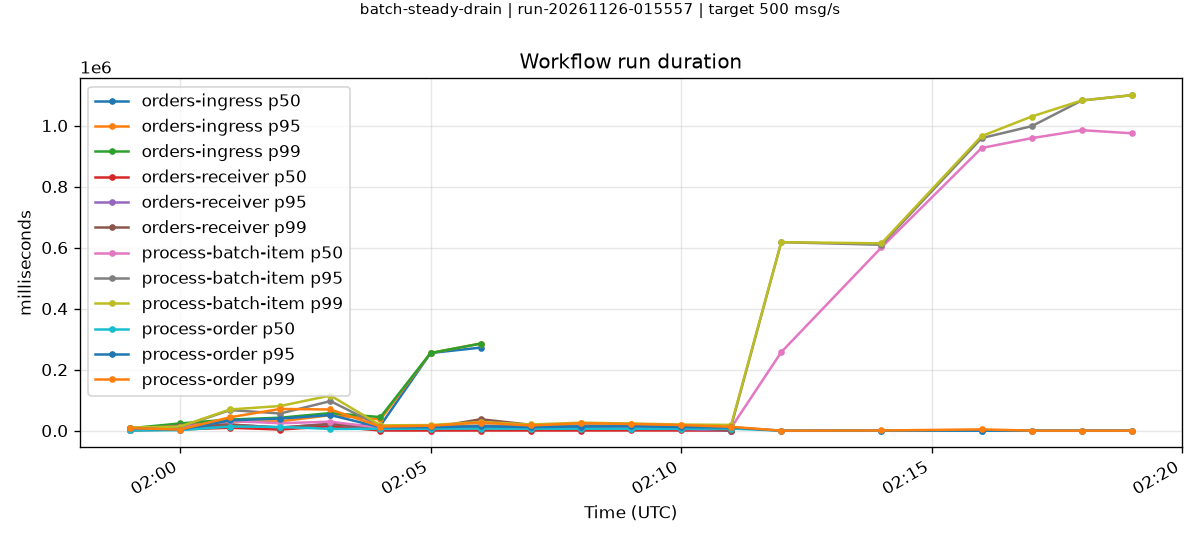 batch-steady-drain | run-20261126-015557 | target 500 msg/s
Workflow run duration
1e6
orders-ingress p50
orders-ingress p95
orders-ingress p99
orders-receiver p50
orders-receiver p95
orders-receiver p99
process-batch-item p50
process-batch-item p95
process-batch-item p99
process-order p50
process-order p95
process-order p99
1.0
0.8
0.6
0.4
0.2
0.0
milliseconds
02:00
02:05
02:10
02:15
02:20
Time (UTC)